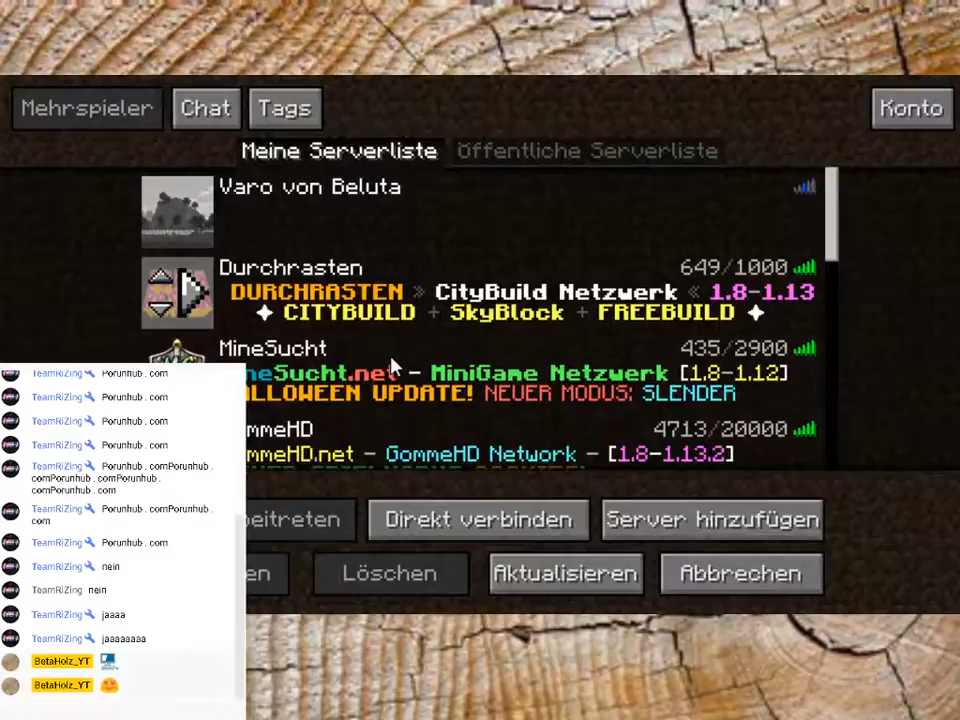 Mehrspieler
Chat
Tags
Konto
Meine Serverliste
Öffentliche Serverliste
Varo von Beluta
Durchrasten
649/1000
DURCHRASTEN » CityBuild Netzwerk « 1.8-1.13
✦ CITYBUILD + SkyBlock + FREEBUILD ✦
MineSucht
435/2900
neSucht.net - MiniGame Netzwerk [1.8-1.12]
ALLOWEEN UPDATE! NEUER MODUS: SLENDER
mmeHD
4713/20000
mmeHD.net - GommeHD Network - [1.8-1.13.2]
beitreten
Direkt verbinden
Server hinzufügen
en
Löschen
Aktualisieren
Abbrechen
TeamRiZing Porunhub . com
TeamRiZing Porunhub . com
TeamRiZing Porunhub . com
TeamRiZing Porunhub . com
TeamRiZing Porunhub . comPorunhub .
comPorunhub . comPorunhub .
comPorunhub . com
TeamRiZing Porunhub . comPorunhub .
com
TeamRiZing Porunhub . com
TeamRiZing nein
TeamRiZing nein
TeamRiZing jaaaa
TeamRiZing jaaaaaaaa
BetaHolz_YT
BetaHolz_YT